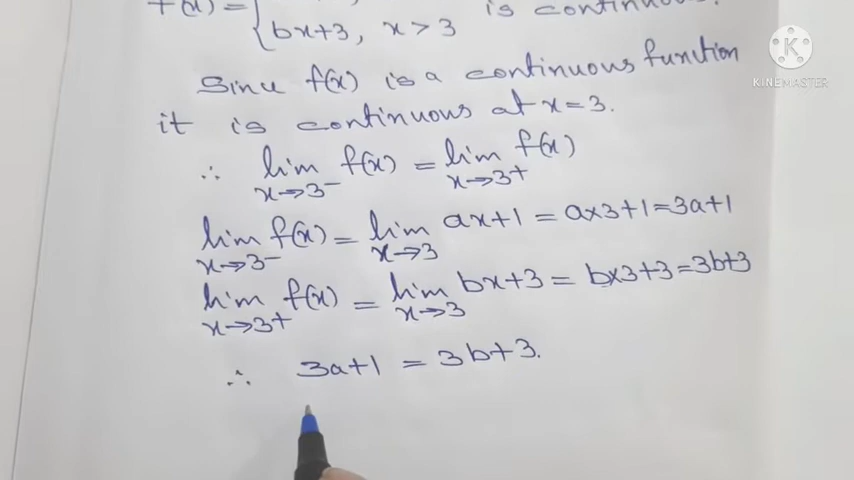 f(x) = { is continuous.
bx+3, x > 3
Since f(x) is a continuous function
it is continuous at x = 3.
∴ lim x→3⁻ f(x) = lim x→3⁺ f(x)
lim x→3⁻ f(x) = lim x→3 ax+1 = a×3+1 = 3a+1
lim x→3⁺ f(x) = lim x→3 bx+3 = b×3+3 = 3b+3
∴ 3a+1 = 3b+3.
K
KINEMASTER